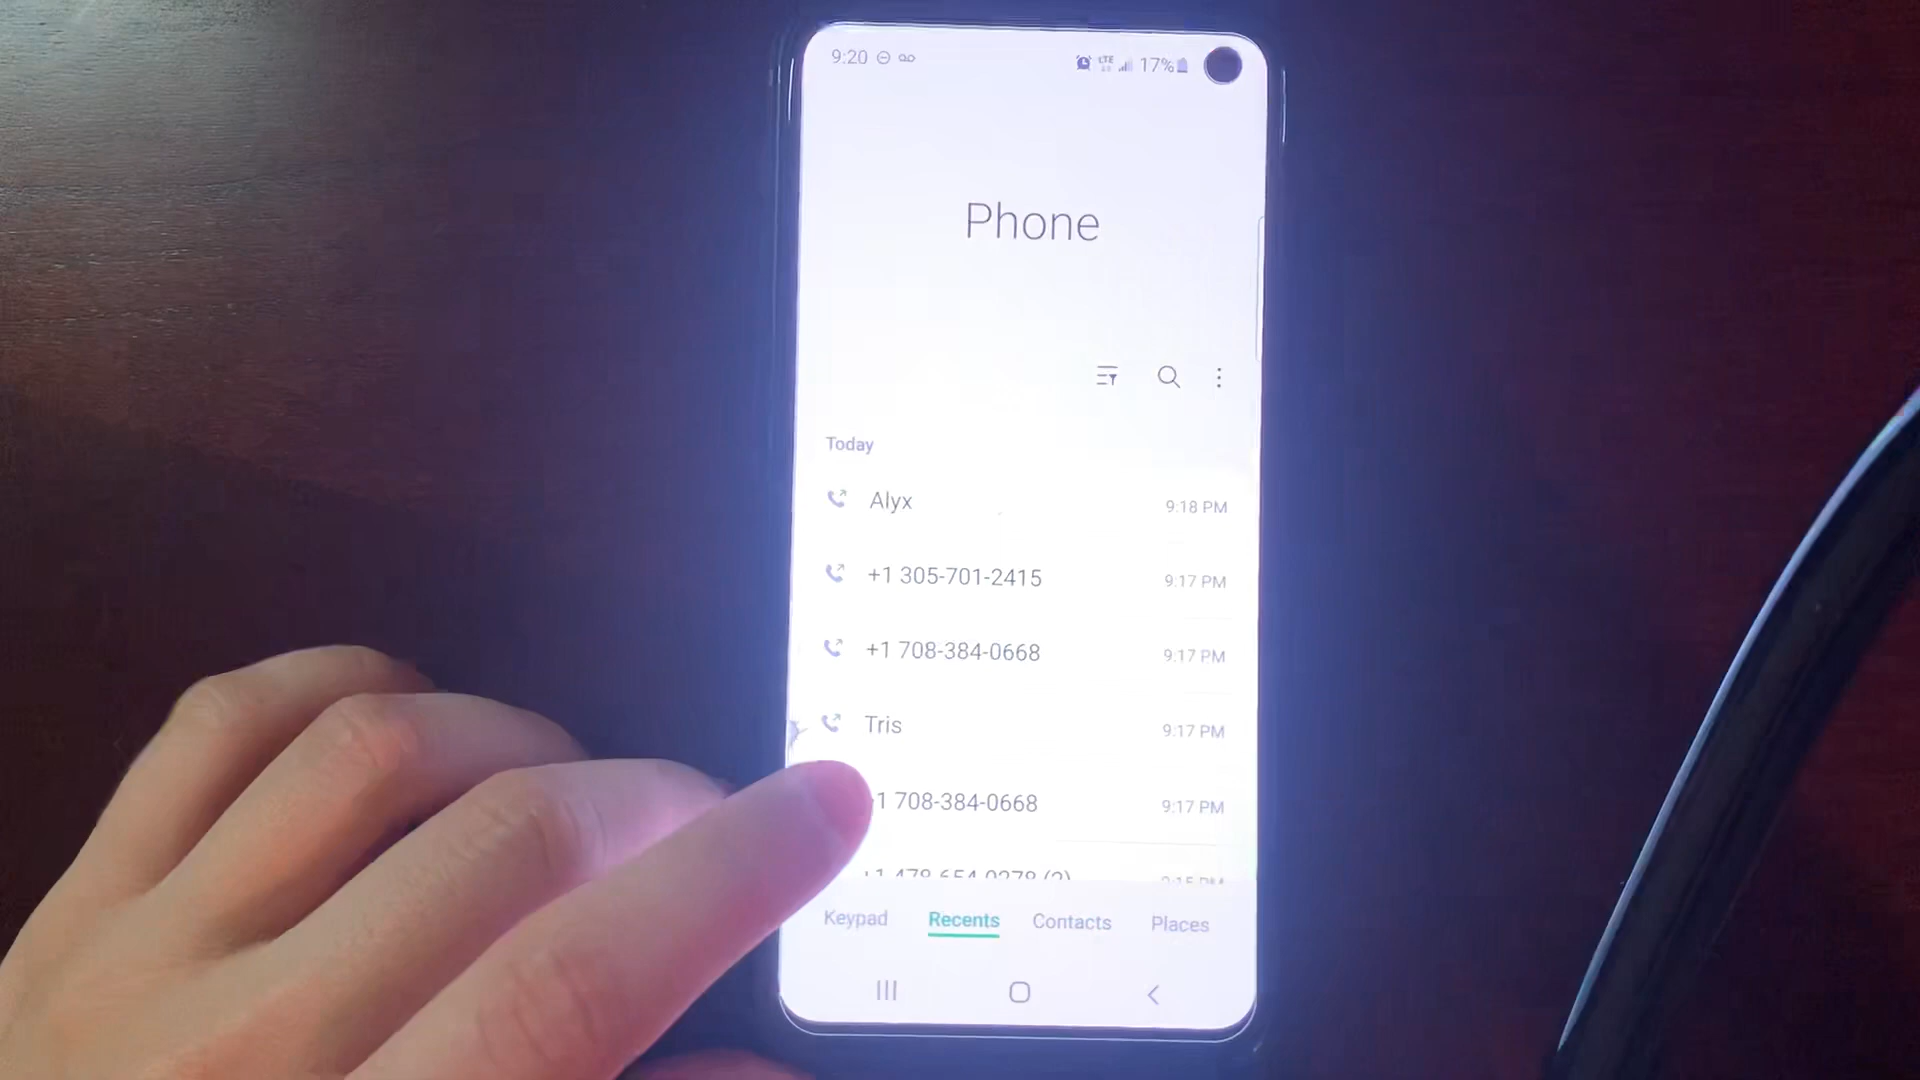 9:20
LTE
17%
Phone
Today
Alyx 9:18 PM
+1 305-701-2415 9:17 PM
+1 708-384-0668 9:17 PM
Tris 9:17 PM
1 708-384-0668 9:17 PM
Keypad Recents Contacts Places